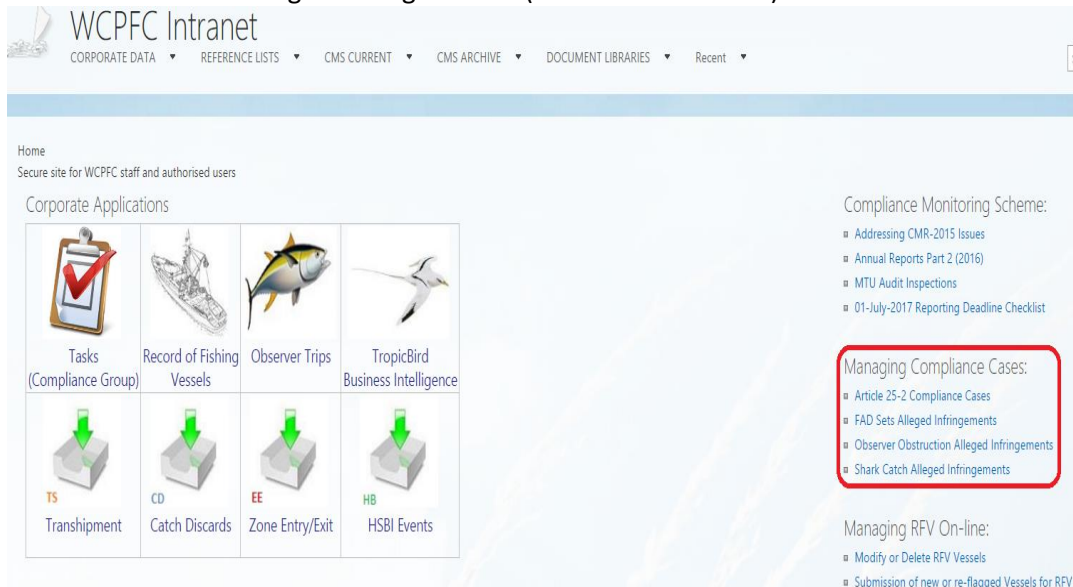 WCPFC Intranet
CORPORATE DATA ▼ REFERENCE LISTS ▼ CMS CURRENT ▼ CMS ARCHIVE ▼ DOCUMENT LIBRARIES ▼ Recent ▼
Home
Secure site for WCPFC staff and authorised users
Corporate Applications
Tasks
(Compliance Group)
Record of Fishing
Vessels
Observer Trips
TropicBird
Business Intelligence
TS
Transhipment
CD
Catch Discards
EE
Zone Entry/Exit
HB
HSBI Events
Compliance Monitoring Scheme:
Addressing CMR-2015 Issues
Annual Reports Part 2 (2016)
MTU Audit Inspections
01-July-2017 Reporting Deadline Checklist
Managing Compliance Cases:
Article 25-2 Compliance Cases
FAD Sets Alleged Infringements
Observer Obstruction Alleged Infringements
Shark Catch Alleged Infringements
Managing RFV On-line:
Modify or Delete RFV Vessels
Submission of new or re-flagged Vessels for RFV